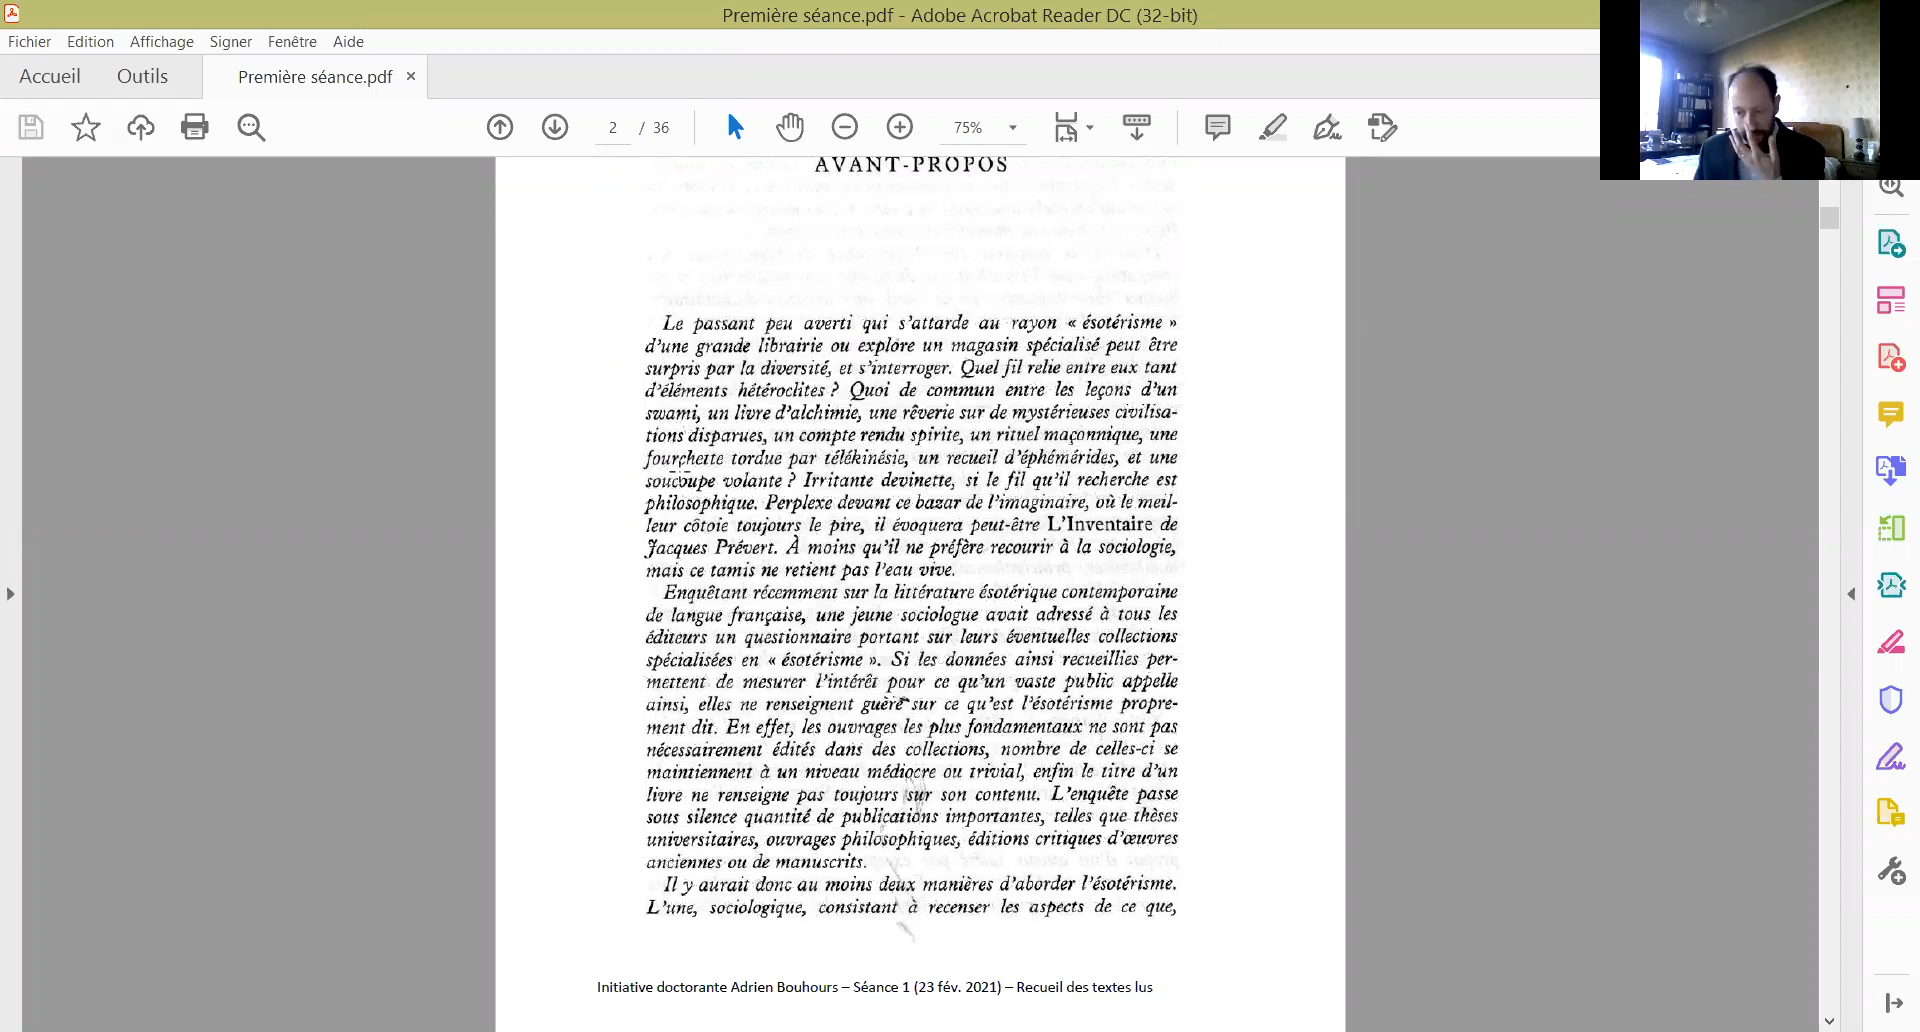 Première séance.pdf - Adobe Acrobat Reader DC (32-bit)
Fichier Edition Affichage Signer Fenêtre Aide
Accueil Outils Première séance.pdf ×
2 / 36 75%
AVANT-PROPOS
Le passant peu averti qui s'attarde au rayon « ésotérisme »
d'une grande librairie ou explore un magasin spécialisé peut être
surpris par la diversité, et s'interroger. Quel fil relie entre eux tant
d'éléments hétéroclites ? Quoi de commun entre les leçons d'un
swami, un livre d'alchimie, une rêverie sur de mystérieuses civilisa-
tions disparues, un compte rendu spirite, un rituel maçonnique, une
fourchette tordue par télékinésie, un recueil d'éphémérides, et une
soucoupe volante ? Irritante devinette, si le fil qu'il recherche est
philosophique. Perplexe devant ce bazar de l'imaginaire, où le meil-
leur côtoie toujours le pire, il évoquera peut-être L'Inventaire de
Jacques Prévert. À moins qu'il ne préfère recourir à la sociologie,
mais ce tamis ne retient pas l'eau vive.
Enquêtant récemment sur la littérature ésotérique contemporaine
de langue française, une jeune sociologue avait adressé à tous les
éditeurs un questionnaire portant sur leurs éventuelles collections
spécialisées en « ésotérisme ». Si les données ainsi recueillies per-
mettent de mesurer l'intérêt pour ce qu'un vaste public appelle
ainsi, elles ne renseignent guère sur ce qu'est l'ésotérisme propre-
ment dit. En effet, les ouvrages les plus fondamentaux ne sont pas
nécessairement édités dans des collections, nombre de celles-ci se
maintiennent à un niveau médiocre ou trivial, enfin le titre d'un
livre ne renseigne pas toujours sur son contenu. L'enquête passe
sous silence quantité de publications importantes, telles que thèses
universitaires, ouvrages philosophiques, éditions critiques d'œuvres
anciennes ou de manuscrits.
Il y aurait donc au moins deux manières d'aborder l'ésotérisme.
L'une, sociologique, consistant à recenser les aspects de ce que,
Initiative doctorante Adrien Bouhours – Séance 1 (23 fév. 2021) – Recueil des textes lus